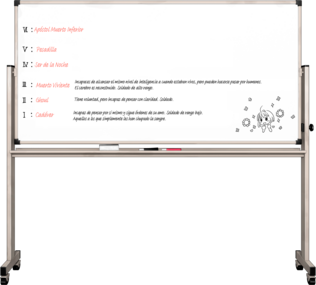 VI : Apóstol Muerto Inferior
V : Pesadilla
IV : Ser de la Noche
III : Muerto Viviente Incapaces de alcanzar el mismo nivel de inteligencia a cuando estaban vivos, pero pueden hacerse pasar por humanos.
El cerebro es reconstruido. Soldado de alto rango.
II : Ghoul Tiene voluntad, pero incapaz de pensar con claridad. Soldado.
I : Cadáver Incapaz de pensar por sí mismo y sigue órdenes de su amo. Soldado de rango bajo.
Aquellos a los que simplemente les han chupado la sangre.